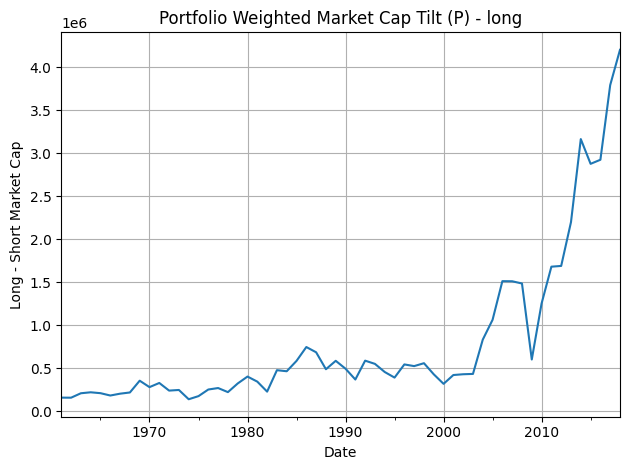 Portfolio Weighted Market Cap Tilt (P) - long
1e6
4.0
3.5
3.0
2.5
2.0
1.5
1.0
0.5
0.0
Long - Short Market Cap
1970 1980 1990 2000 2010
Date